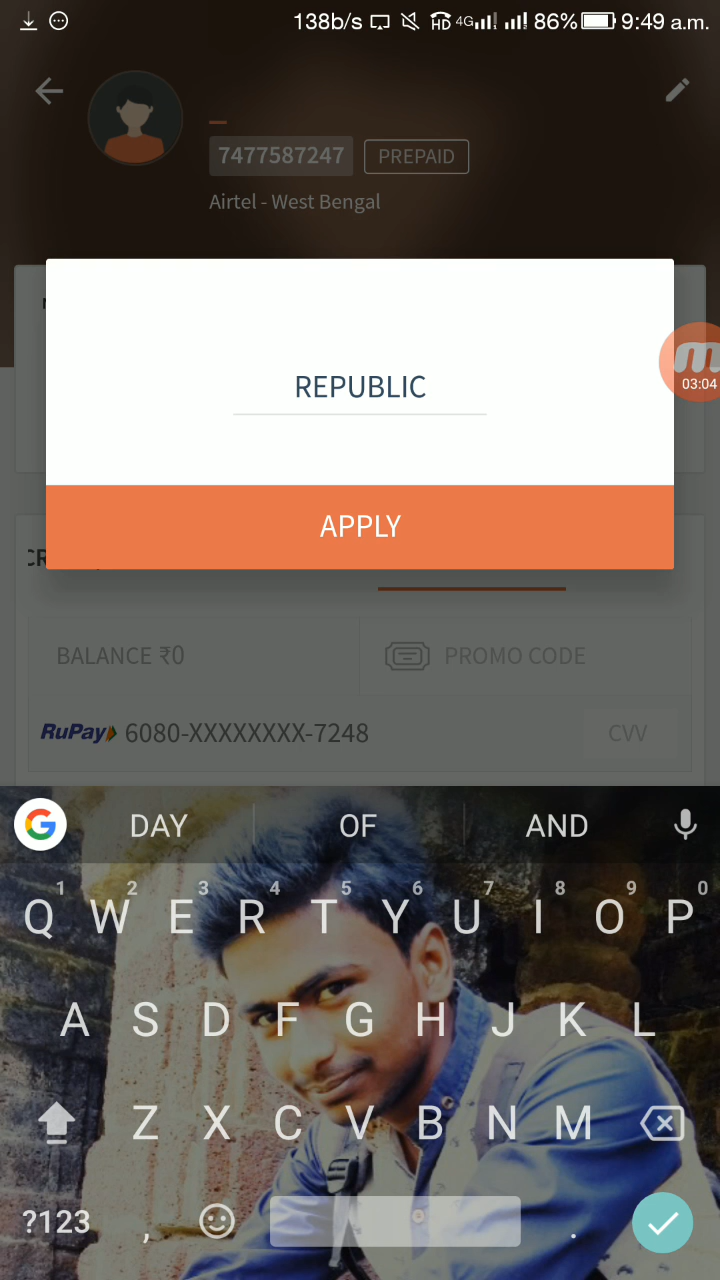 138b/s HD 4G 86% 9:49 a.m.
7477587247 PREPAID
Airtel - West Bengal
REPUBLIC
03:04
APPLY
BALANCE ₹0 PROMO CODE
RuPay 6080-XXXXXXXX-7248 CVV
G DAY OF AND
1 2 3 4 5 6 7 8 9 0
Q W E R T Y U I O P
A S D F G H J K L
Z X C V B N M
?123 , .